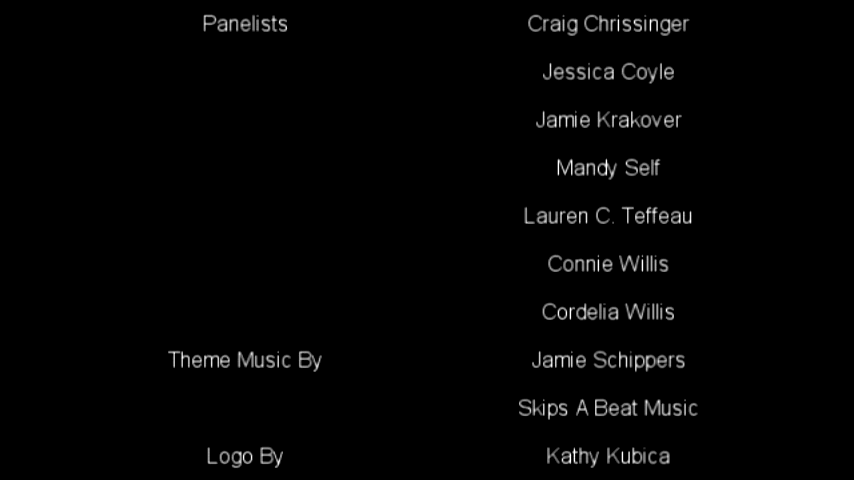 Panelists Craig Chrissinger
Jessica Coyle
Jamie Krakover
Mandy Self
Lauren C. Teffeau
Connie Willis
Cordelia Willis
Theme Music By Jamie Schippers
Skips A Beat Music
Logo By Kathy Kubica